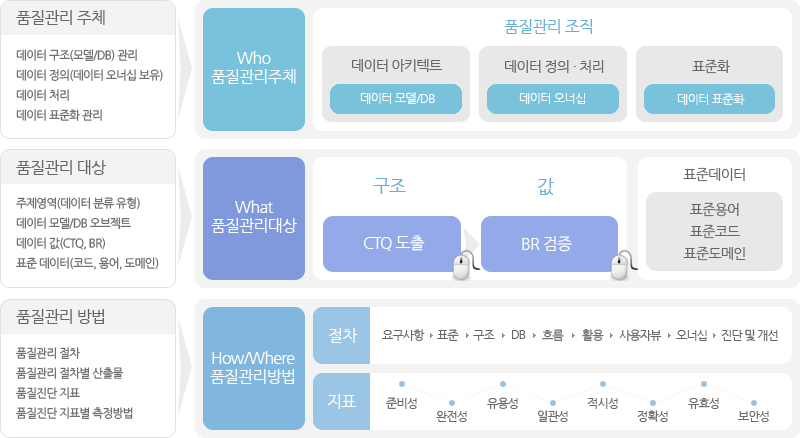 품질관리 주체
데이터 구조(모델/DB) 관리
데이터 정의(데이터 오너십 보유)
데이터 처리
데이터 표준화 관리
Who
품질관리주체
품질관리 조직
데이터 아키텍트
데이터 모델/DB
데이터 정의 · 처리
데이터 오너십
표준화
데이터 표준화
품질관리 대상
주제영역(데이터 분류 유형)
데이터 모델/DB 오브젝트
데이터 값(CTQ, BR)
표준 데이터(코드, 용어, 도메인)
What
품질관리대상
구조
CTQ 도출
값
BR 검증
표준데이터
표준용어
표준코드
표준도메인
품질관리 방법
품질관리 절차
품질관리 절차별 산출물
품질진단 지표
품질진단 지표별 측정방법
How/Where
품질관리방법
절차
요구사항 표준 구조 DB 흐름 활용 사용자뷰 오너십 진단 및 개선
지표
준비성 유용성 적시성 유효성
완전성 일관성 정확성 보안성